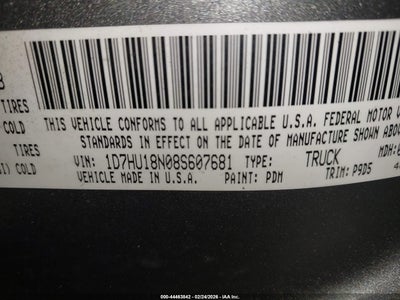 B
TIRES
COLD
TIRES
) COLD
THIS VEHICLE CONFORMS TO ALL APPLICABLE U.S.A. FEDERAL MOTOR
STANDARDS IN EFFECT ON THE DATE OF MANUFACTURE SHOWN ABOV
VIN: 1D7HU18N08S607681 TYPE: TRUCK MDH:
VEHICLE MADE IN U.S.A. PAINT: PDM TRIM: P9D5
000-44463842 - 02/24/2026 - IAA Inc.